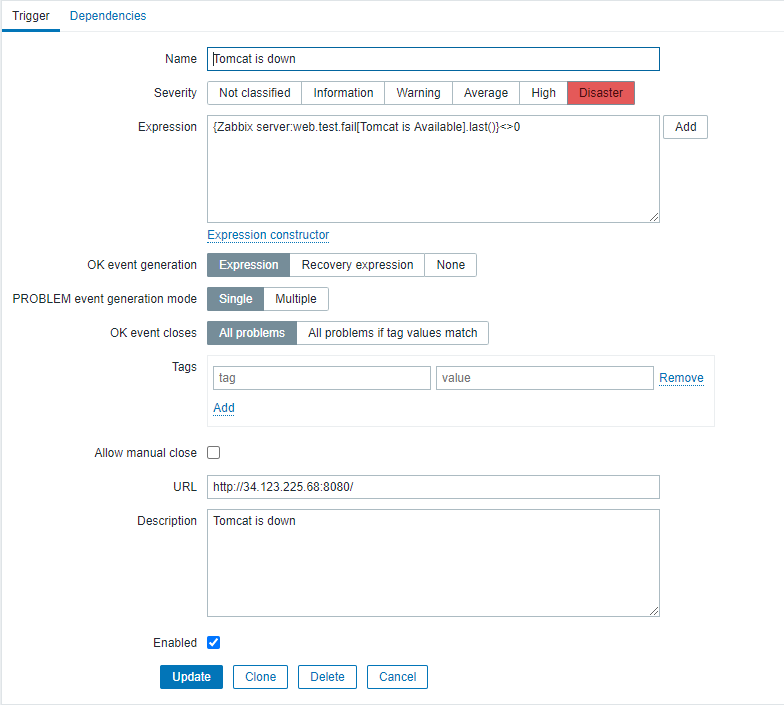 Trigger Dependencies
Name Tomcat is down
Severity Not classified Information Warning Average High Disaster
Expression {Zabbix server:web.test.fail[Tomcat is Available].last()}<>0 Add
Expression constructor
OK event generation Expression Recovery expression None
PROBLEM event generation mode Single Multiple
OK event closes All problems All problems if tag values match
Tags
tag value Remove
Add
Allow manual close
URL http://34.123.225.68:8080/
Description Tomcat is down
Enabled
Update Clone Delete Cancel